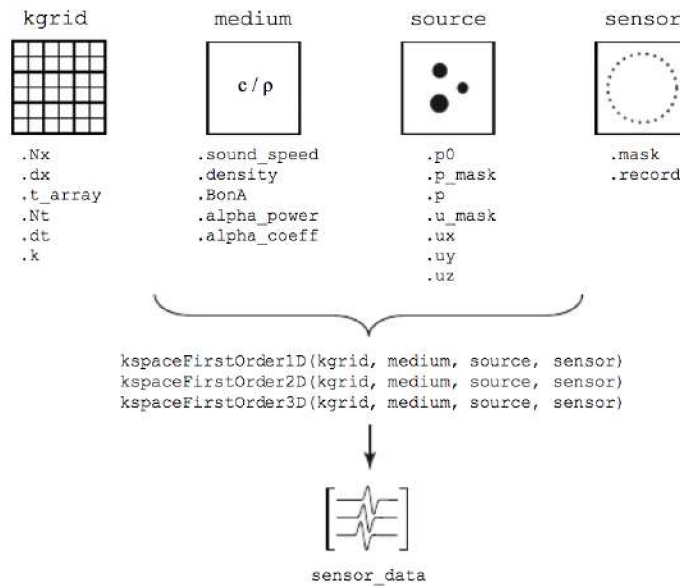 kgrid
medium
source
sensor
c / ρ
.Nx
.dx
.t_array
.Nt
.dt
.k
.sound_speed
.density
.BonA
.alpha_power
.alpha_coeff
.p0
.p_mask
.p
.u_mask
.ux
.uy
.uz
.mask
.record
kspaceFirstOrder1D(kgrid, medium, source, sensor)
kspaceFirstOrder2D(kgrid, medium, source, sensor)
kspaceFirstOrder3D(kgrid, medium, source, sensor)
sensor_data